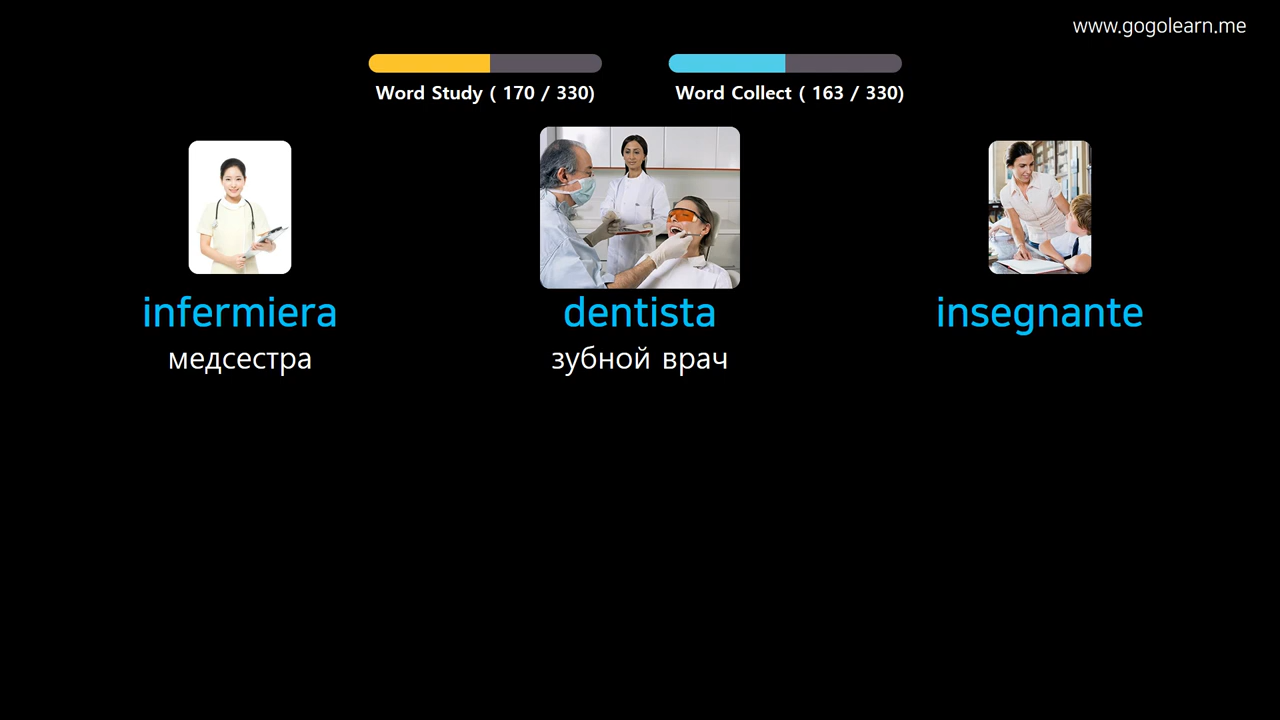 www.gogolearn.me
Word Study ( 170 / 330)
Word Collect ( 163 / 330)
infermiera
dentista
insegnante
медсестра
зубной врач